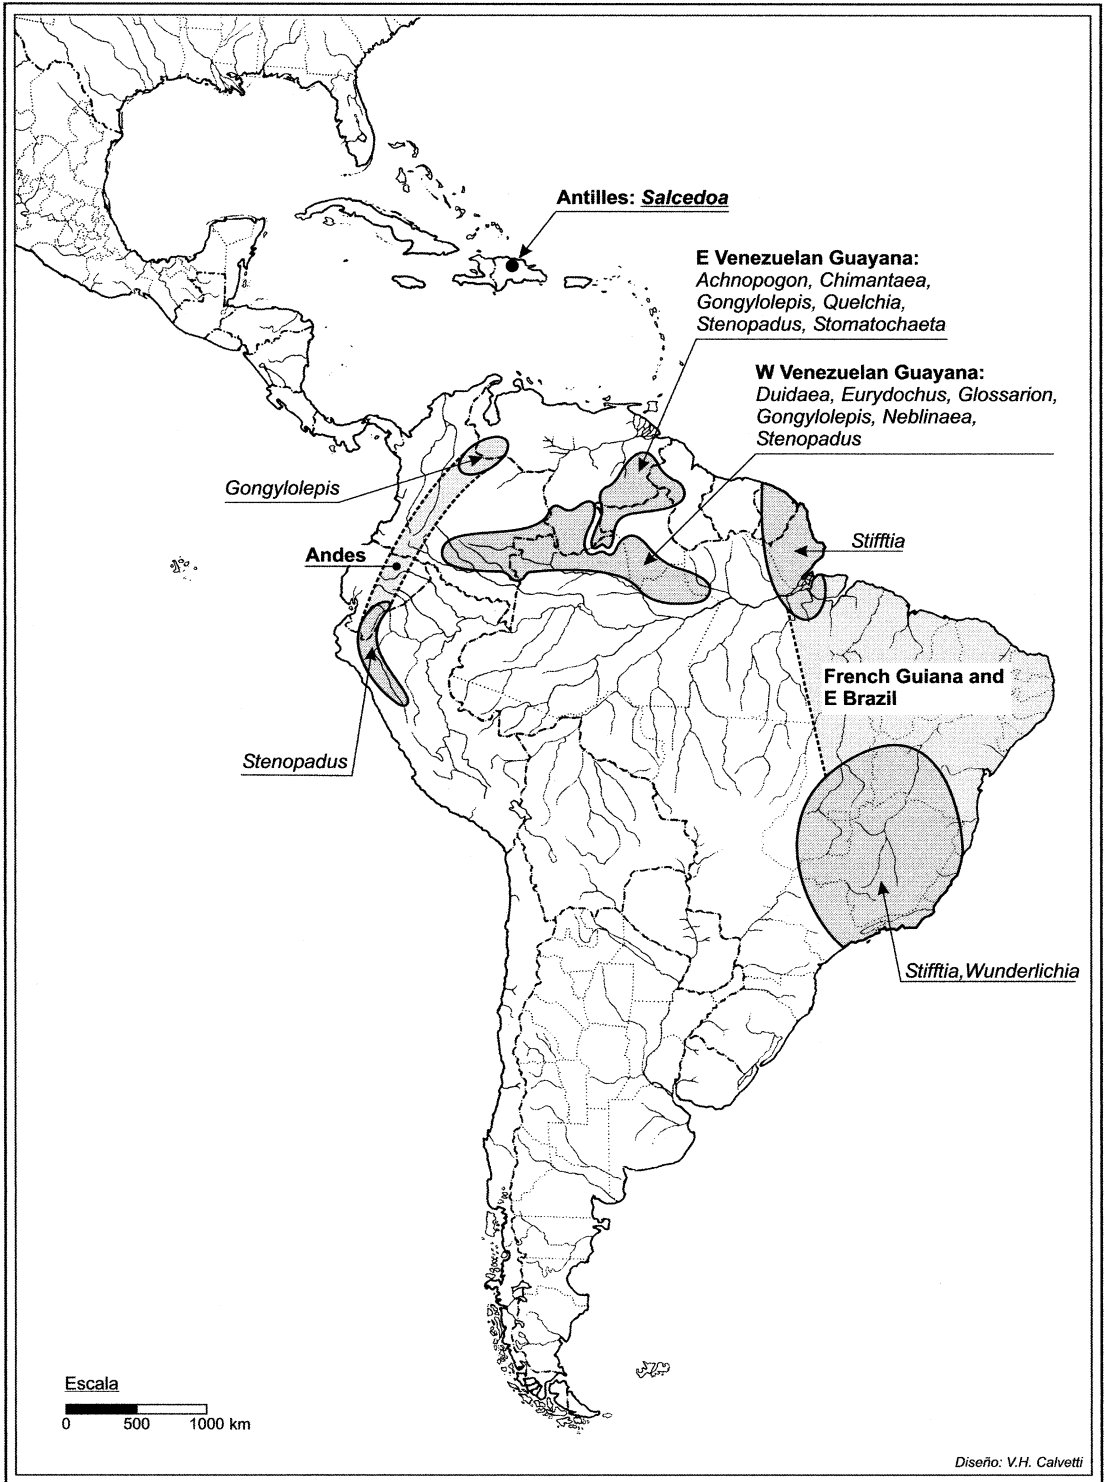 Antilles: Salcedoa
E Venezuelan Guayana:
Achnopogon, Chimantaea,
Gongylolepis, Quelchia,
Stenopadus, Stomatochaeta
W Venezuelan Guayana:
Duidaea, Eurydochus, Glossarion,
Gongylolepis, Neblinaea,
Stenopadus
Gongylolepis
Andes
Stifftia
French Guiana and
E Brazil
Stenopadus
Stifftia, Wunderlichia
Escala
0 500 1000 km
Diseño: V.H. Calvetti